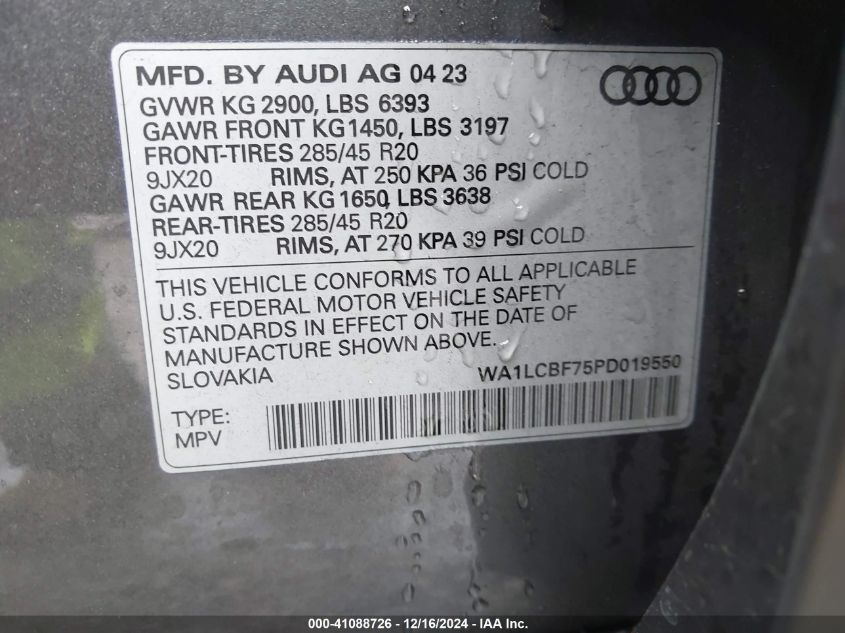 MFD. BY AUDI AG 04 23
GVWR KG 2900, LBS 6393
GAWR FRONT KG1450, LBS 3197
FRONT-TIRES 285/45 R20
9JX20 RIMS, AT 250 KPA 36 PSI COLD
GAWR REAR KG 1650, LBS 3638
REAR-TIRES 285/45 R20
9JX20 RIMS, AT 270 KPA 39 PSI COLD
THIS VEHICLE CONFORMS TO ALL APPLICABLE
U.S. FEDERAL MOTOR VEHICLE SAFETY
STANDARDS IN EFFECT ON THE DATE OF
MANUFACTURE SHOWN ABOVE.
SLOVAKIA WA1LCBF75PD019550
TYPE:
MPV
000-41088726 - 12/16/2024 - IAAI.com